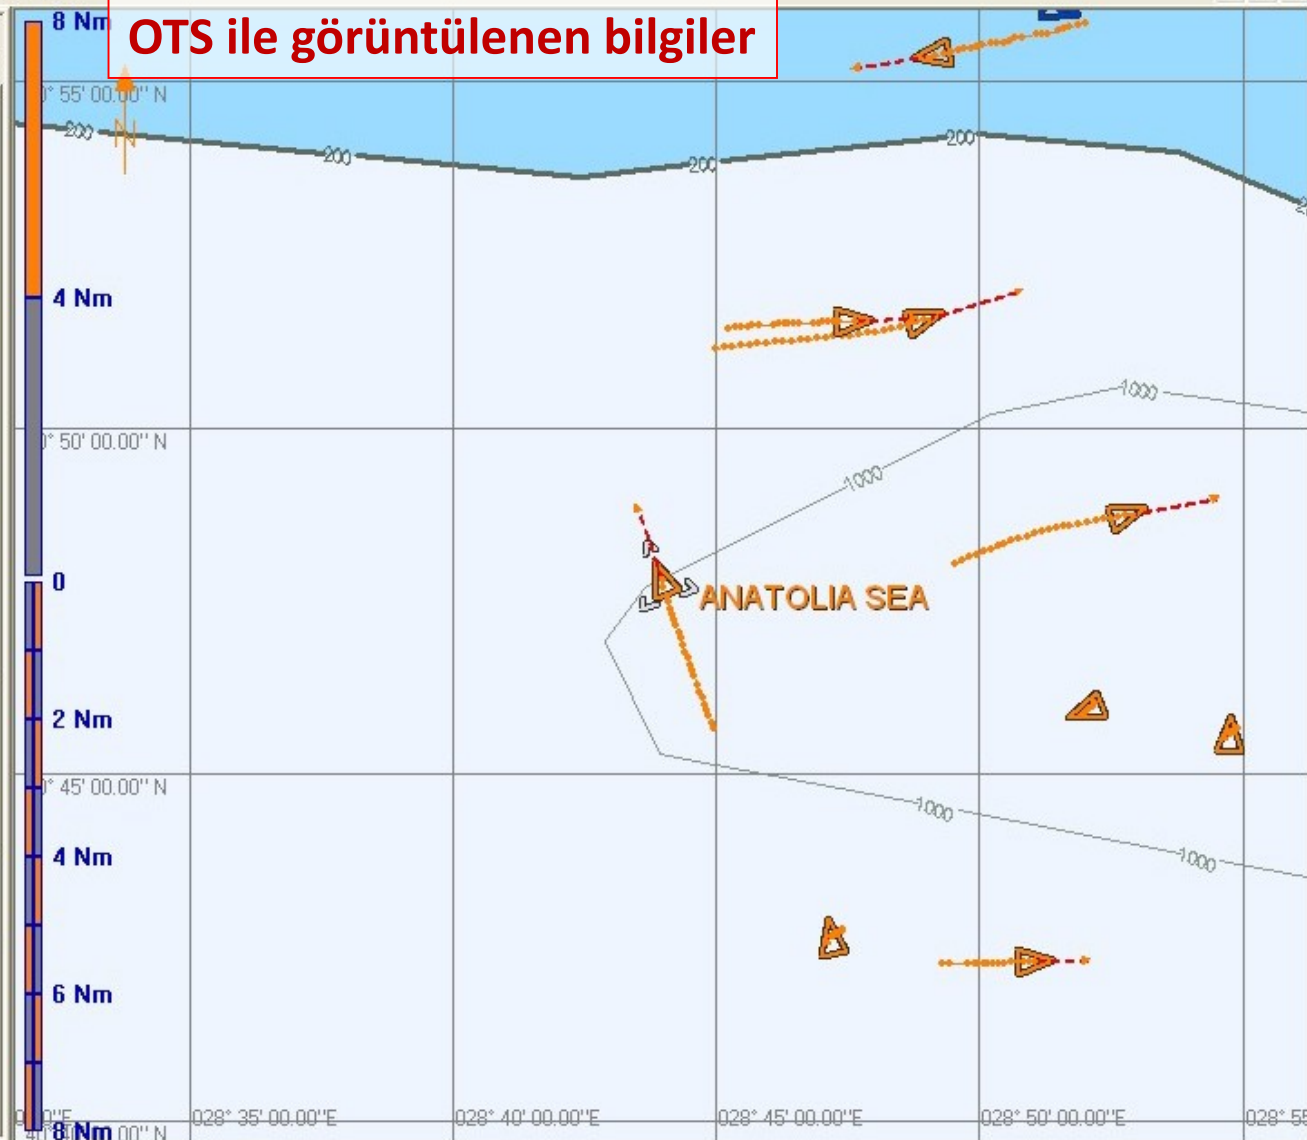 OTS ile görüntülenen bilgiler
8 Nm
° 55' 00.00" N
N
200
200
200
200
4 Nm
1000
° 50' 00.00" N
1000
0
ANATOLIA SEA
2 Nm
° 45' 00.00" N
1000
4 Nm
1000
6 Nm
028° 35' 00.00"E
028° 40' 00.00"E
028° 45' 00.00"E
028° 50' 00.00"E
028° 55
8 Nm